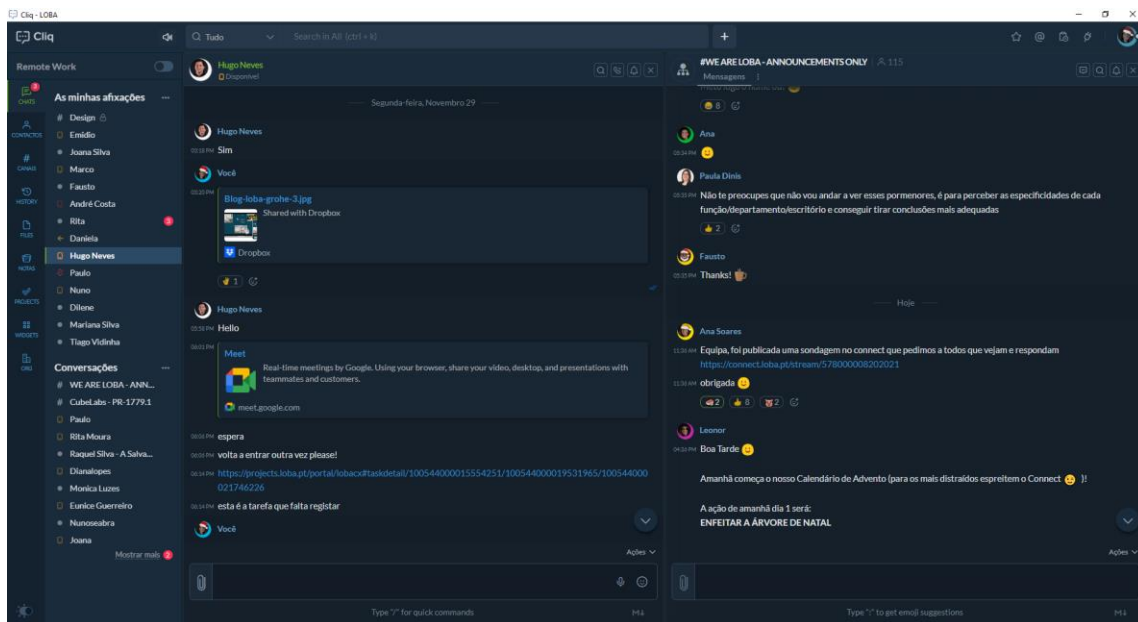 Cliq - LOBA
Cliq
Tudo
Search in All (ctrl + k)
Remote Work
CHATS
3
CONTACTOS
CANAIS
HISTORY
FILES
NOTAS
PROJECTS
WIDGETS
ORG
As minhas afixações
# Design
Emídio
Joana Silva
Marco
Fausto
André Costa
Rita
3
Daniela
Hugo Neves
Paulo
Nuno
Dilene
Mariana Silva
Tiago Vidinha
Conversações
# WE ARE LOBA - ANN...
# CubeLabs - PR-1779.1
Paulo
Rita Moura
Raquel Silva - A Salva...
Dianalopes
Monica Luzes
Eunice Guerreiro
Nunoseabra
Joana
Mostrar mais 2
Hugo Neves
Disponível
Segunda-feira, Novembro 29
Hugo Neves
Sim
Você
Blog-loba-grohe-3.jpg
Shared with Dropbox
Dropbox
1
Hugo Neves
Hello
Meet
Real-time meetings by Google. Using your browser, share your video, desktop, and presentations with
teammates and customers.
meet.google.com
espera
volta a entrar outra vez please!
https://projects.loba.pt/portal/lobacx#taskdetail/100544000015554251/100544000019531965/100544000
021746226
esta é a tarefa que falta registar
Você
Ações
Type "/" for quick commands
M↓
#WE ARE LOBA - ANNOUNCEMENTS ONLY
115
Mensagens
8
Ana
Paula Dinis
Não te preocupes que não vou andar a ver esses pormenores, é para perceber as especificidades de cada
função/departamento/escritório e conseguir tirar conclusões mais adequadas
2
Fausto
Thanks!
Hoje
Ana Soares
Equipa, foi publicada uma sondagem no connect que pedimos a todos que vejam e respondam
https://connect.loba.pt/stream/578000008202021
obrigada
2
8
2
Leonor
Boa Tarde
Amanhã começa o nosso Calendário de Advento (para os mais distraídos espreitem o Connect )!
A ação de amanhã dia 1 será:
ENFEITAR A ÁRVORE DE NATAL
Ações
Type ":" to get emoji suggestions
M↓